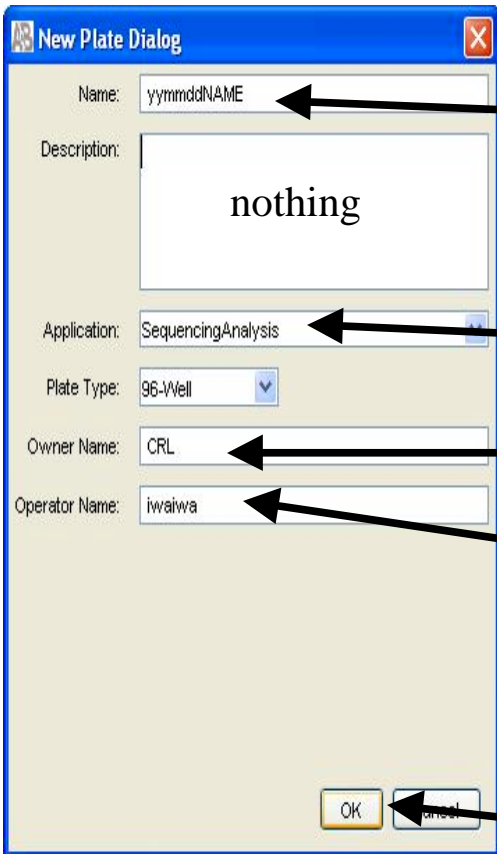 AB New Plate Dialog
Name: yymmddNAME
Description:
nothing
Application: SequencingAnalysis
Plate Type: 96-Well
Owner Name: CRL
Operator Name: iwaiwa
OK